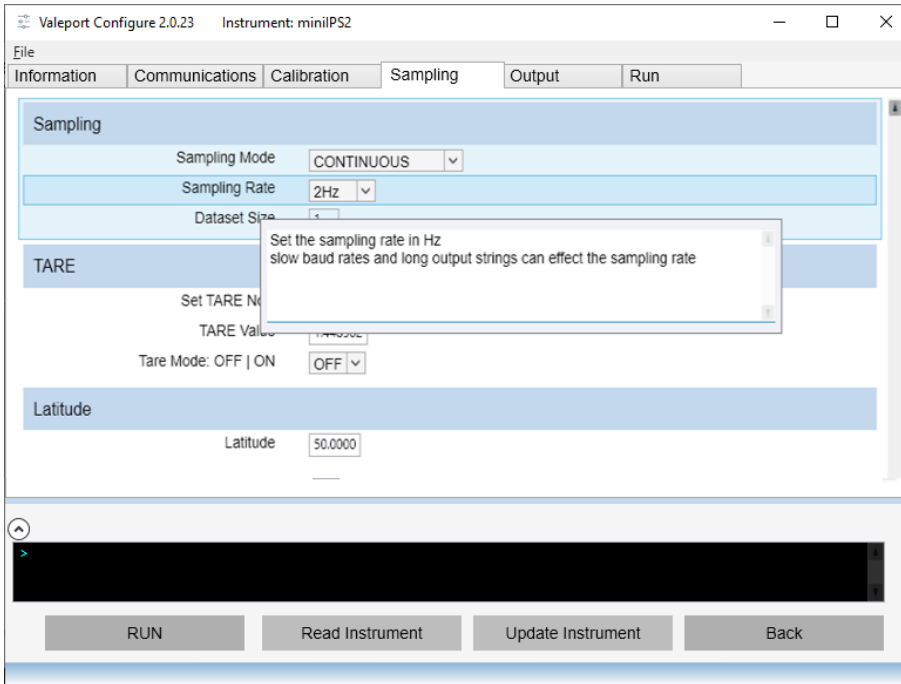 Valeport Configure 2.0.23 Instrument: miniIPS2
File
Information Communications Calibration Sampling Output Run
Sampling
Sampling Mode CONTINUOUS
Sampling Rate 2Hz
Dataset Size 1
Set the sampling rate in Hz
slow baud rates and long output strings can effect the sampling rate
TARE
Set TARE
TARE
Tare Mode: OFF | ON OFF
Latitude
Latitude 50.0000
>
RUN Read Instrument Update Instrument Back